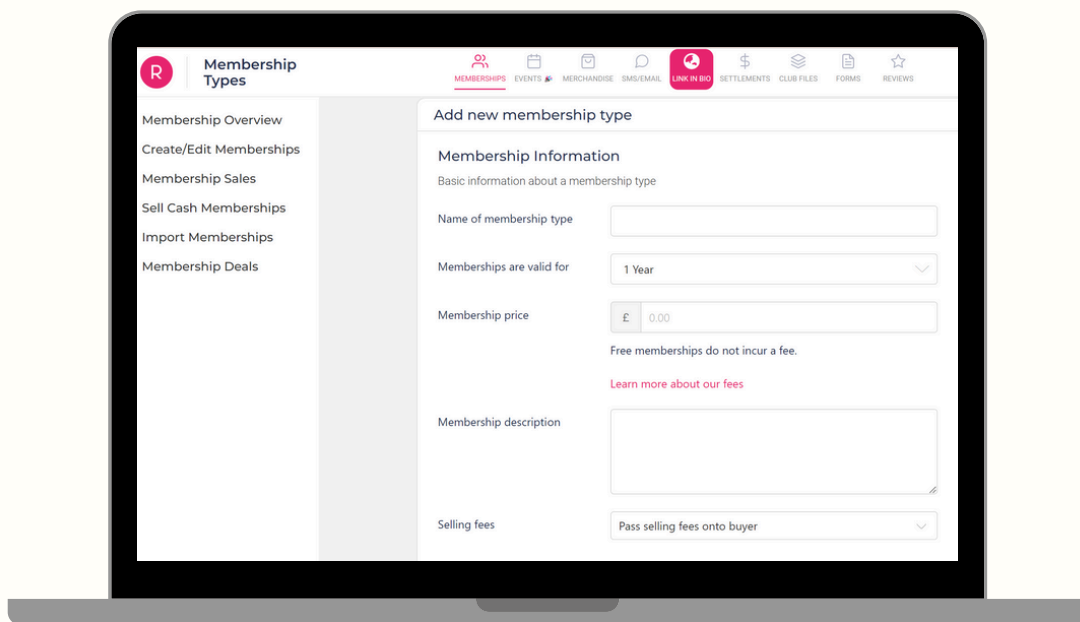 R
Membership
Types
MEMBERSHIPS EVENTS 🎉 MERCHANDISE SMS/EMAIL LINK IN BIO SETTLEMENTS CLUB FILES FORMS REVIEWS
Membership Overview
Create/Edit Memberships
Membership Sales
Sell Cash Memberships
Import Memberships
Membership Deals
Add new membership type
Membership Information
Basic information about a membership type
Name of membership type
Memberships are valid for 1 Year
Membership price £ 0.00
Free memberships do not incur a fee.
Learn more about our fees
Membership description
Selling fees Pass selling fees onto buyer